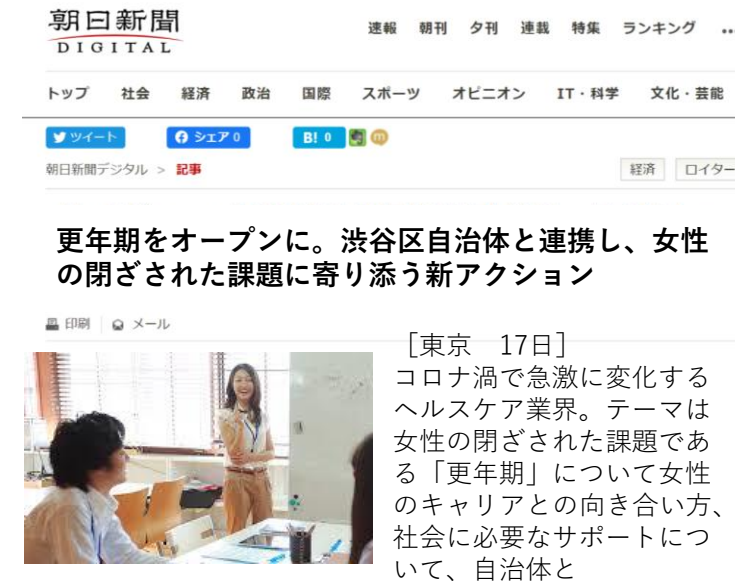 朝日新聞
DIGITAL
速報 朝刊 夕刊 連載 特集 ランキング ••
トップ 社会 経済 政治 国際 スポーツ オピニオン IT・科学 文化・芸能
ツイート シェア 0 B! 0 m
朝日新聞デジタル > 記事
経済 ロイター
更年期をオープンに。渋谷区自治体と連携し、女性
の閉ざされた課題に寄り添う新アクション
印刷 メール
［東京　17日］
コロナ渦で急激に変化する
ヘルスケア業界。テーマは
女性の閉ざされた課題であ
る「更年期」について女性
のキャリアとの向き合い方、
社会に必要なサポートにつ
いて、自治体と